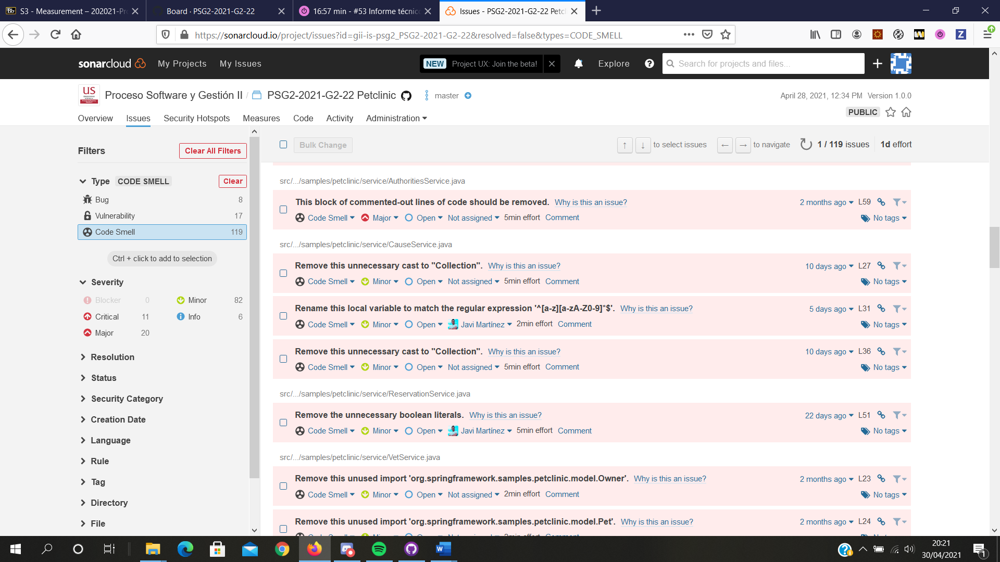 S3 - Measurement – 202021-Pr
Board · PSG2-2021-G2-22
16:57 min - #53 Informe técnic
Issues - PSG2-2021-G2-22 Petcl
https://sonarcloud.io/project/issues?id=gii-is-psg2_PSG2-2021-G2-22&resolved=false&types=CODE_SMELL
sonarcloud My Projects My Issues NEW Project UX: Join the beta! Explore Search for projects and files...
Proceso Software y Gestión II / PSG2-2021-G2-22 Petclinic master April 28, 2021, 12:34 PM Version 1.0.0
PUBLIC
Overview Issues Security Hotspots Measures Code Activity Administration
Filters Clear All Filters
Type CODE SMELL Clear
Bug 8
Vulnerability 17
Code Smell 119
Ctrl + click to add to selection
Severity
Blocker 0 Minor 82
Critical 11 Info 6
Major 20
Resolution
Status
Security Category
Creation Date
Language
Rule
Tag
Directory
File
Bulk Change ↑ ↓ to select issues ← → to navigate 1 / 119 issues 1d effort
src/.../samples/petclinic/service/AuthoritiesService.java
This block of commented-out lines of code should be removed. Why is this an issue? 2 months ago L59
Code Smell Major Open Not assigned 5min effort Comment No tags
src/.../samples/petclinic/service/CauseService.java
Remove this unnecessary cast to "Collection". Why is this an issue? 10 days ago L27
Code Smell Minor Open Not assigned 5min effort Comment No tags
Rename this local variable to match the regular expression '^[a-z][a-zA-Z0-9]*$'. Why is this an issue? 5 days ago L31
Code Smell Minor Open Javi Martínez 2min effort Comment No tags
Remove this unnecessary cast to "Collection". Why is this an issue? 10 days ago L36
Code Smell Minor Open Not assigned 5min effort Comment No tags
src/.../samples/petclinic/service/ReservationService.java
Remove the unnecessary boolean literals. Why is this an issue? 22 days ago L51
Code Smell Minor Open Javi Martínez 5min effort Comment No tags
src/.../samples/petclinic/service/VetService.java
Remove this unused import 'org.springframework.samples.petclinic.model.Owner'. Why is this an issue? 2 months ago L23
Code Smell Minor Open Not assigned 2min effort Comment No tags
Remove this unused import 'org.springframework.samples.petclinic.model.Pet'. Why is this an issue? 2 months ago L24
20:21
30/04/2021
1